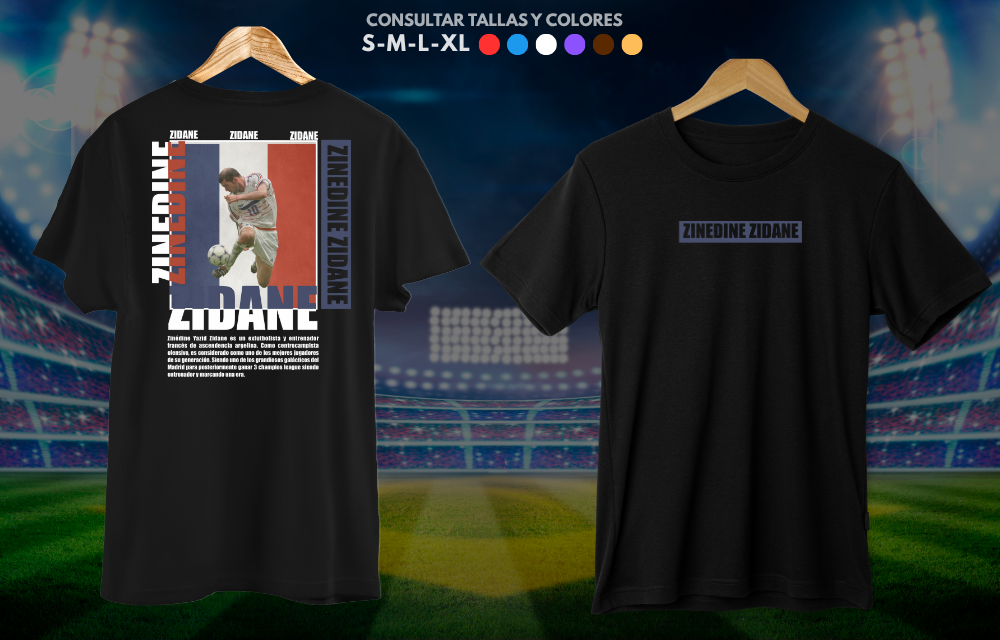 CONSULTAR TALLAS Y COLORES
S-M-L-XL
ZIDANE ZIDANE ZIDANE
ZINEDINE
ZINEDINE
ZINEDINE ZIDANE
ZIDANE
Zinédine Yazid Zidane es un exfutbolista y entrenador
francés de ascendencia argelina. Como centrocampista
ofensivo, es considerado como uno de los mejores jugadores
de su generación. Siendo uno de los grandiosos galácticos del
Madrid para posteriormente ganar 3 champios league siendo
entrenador y marcando una era.
ZINEDINE ZIDANE